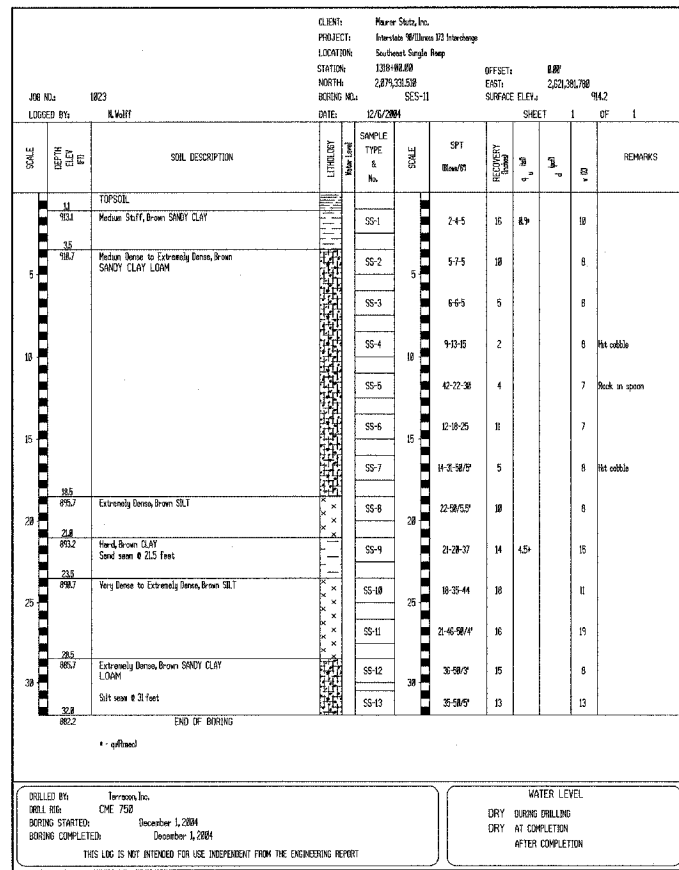 CLIENT: Maurer Stutz, Inc.
PROJECT: Interstate 90/Illinois 173 Interchange
LOCATION: Southeast Single Ramp
STATION: 1318+00.00 OFFSET: 0.00'
NORTH: 2,079,331.510 EAST: 2,621,381.780
JOB NO.: 1023 BORING NO.: SES-11 SURFACE ELEV.: 914.2
LOGGED BY: N. Wolff DATE: 12/6/2004 SHEET 1 OF 1
SCALE DEPTH ELEV (FT) SOIL DESCRIPTION LITHOLOGY Water Level SAMPLE TYPE & No. SCALE SPT (Blows/6") RECOVERY (Inches) q u (tsf) d (pcf) w (%) REMARKS
TOPSOIL
1.1
913.1 Medium Stiff, Brown SANDY CLAY SS-1 2-4-5 16 0.9* 10
3.5
910.7 Medium Dense to Extremely Dense, Brown
SANDY CLAY LOAM SS-2 5-7-5 10 8
5 5
SS-3 6-6-5 5 8
SS-4 9-13-15 2 8 Hit cobble
10 10
SS-5 42-22-30 4 7 Rock in spoon
SS-6 12-18-25 11 7
15 15
SS-7 14-31-50/5" 5 8 Hit cobble
18.5
895.7 Extremely Dense, Brown SILT SS-8 22-50/5.5" 10 8
20 20
21.0
893.2 Hard, Brown CLAY
Sand seam @ 21.5 feet SS-9 21-20-37 14 4.5+ 15
23.5
890.7 Very Dense to Extremely Dense, Brown SILT SS-10 18-35-44 18 11
25 25
SS-11 21-46-50/4" 16 19
28.5
885.7 Extremely Dense, Brown SANDY CLAY
LOAM SS-12 36-50/3" 15 8
30 30
Silt seam @ 31 feet SS-13 35-50/5" 13 13
32.0
882.2 END OF BORING
DRILLED BY: Terracon, Inc.
DRILL RIG: CME 750
BORING STARTED: December 1, 2004
BORING COMPLETED: December 1, 2004
THIS LOG IS NOT INTENDED FOR USE INDEPENDENT FROM THE ENGINEERING REPORT
WATER LEVEL
DRY DURING DRILLING
DRY AT COMPLETION
AFTER COMPLETION